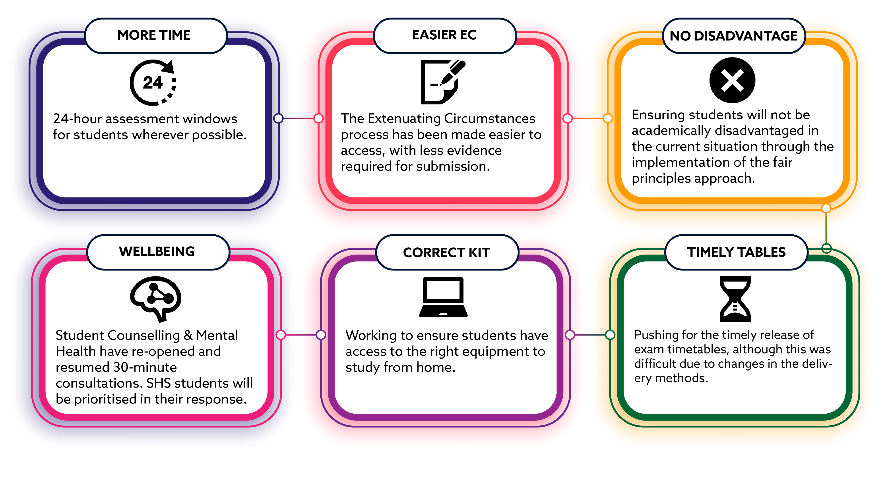 MORE TIME
24
24-hour assessment windows
for students wherever possible.
EASIER EC
The Extenuating Circumstances
process has been made easier to
access, with less evidence
required for submission.
NO DISADVANTAGE
Ensuring students will not be
academically disadvantaged in
the current situation through the
implementation of the fair
principles approach.
WELLBEING
Student Counselling & Mental
Health have re-opened and
resumed 30-minute
consultations. SHS students will
be prioritised in their response.
CORRECT KIT
Working to ensure students have
access to the right equipment to
study from home.
TIMELY TABLES
Pushing for the timely release of
exam timetables, although this was
difficult due to changes in the deliv-
ery methods.